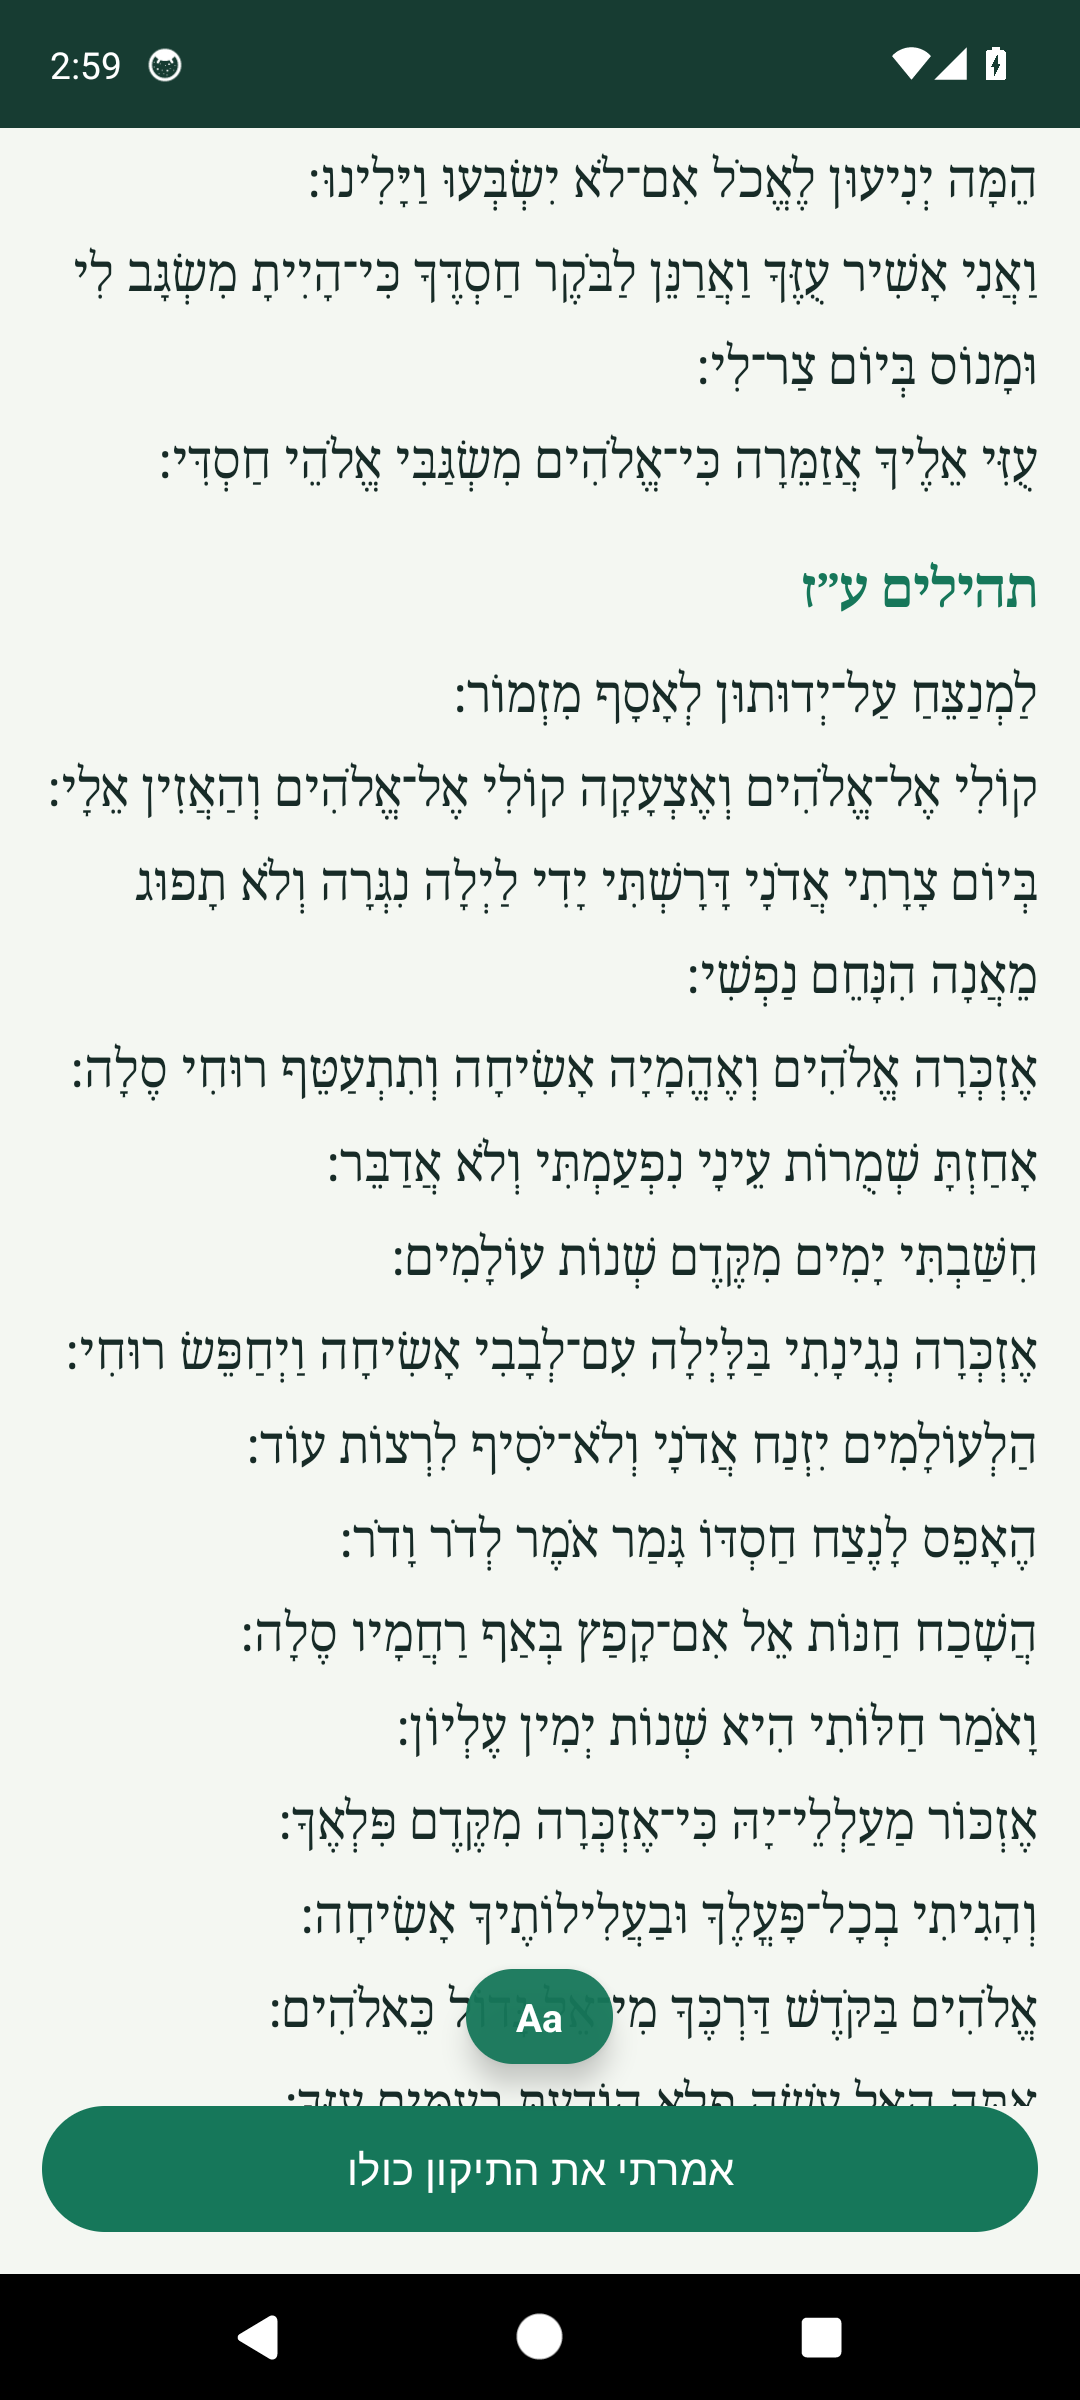 2:59
הֵמָּה יְנִיעוּן לֶאֱכֹל אִם־לֹא יִשְׂבְּעוּ וַיָּלִינוּ:
וַאֲנִי אָשִׁיר עֻזֶּךָ וַאֲרַנֵּן לַבֹּקֶר חַסְדֶּךָ כִּי־הָיִיתָ מִשְׂגָּב לִי
וּמָנוֹס בְּיוֹם צַר־לִי:
עֻזִּי אֵלֶיךָ אֲזַמֵּרָה כִּי־אֱלֹהִים מִשְׂגַּבִּי אֱלֹהֵי חַסְדִּי:
תהילים ע״ז
לַמְנַצֵּחַ עַל־יְדוּתוּן לְאָסָף מִזְמוֹר:
קוֹלִי אֶל־אֱלֹהִים וְאֶצְעָקָה קוֹלִי אֶל־אֱלֹהִים וְהַאֲזִין אֵלָי:
בְּיוֹם צָרָתִי אֲדֹנָי דָּרָשְׁתִּי יָדִי לַיְלָה נִגְּרָה וְלֹא תָפוּג
מֵאֲנָה הִנָּחֵם נַפְשִׁי:
אֶזְכְּרָה אֱלֹהִים וְאֶהֱמָיָה אָשִׂיחָה וְתִתְעַטֵּף רוּחִי סֶלָה:
אָחַזְתָּ שְׁמֻרוֹת עֵינָי נִפְעַמְתִּי וְלֹא אֲדַבֵּר:
חִשַּׁבְתִּי יָמִים מִקֶּדֶם שְׁנוֹת עוֹלָמִים:
אֶזְכְּרָה נְגִינָתִי בַּלָּיְלָה עִם־לְבָבִי אָשִׂיחָה וַיְחַפֵּשׂ רוּחִי:
הַלְעוֹלָמִים יִזְנַח אֲדֹנָי וְלֹא־יֹסִיף לִרְצוֹת עוֹד:
הֶאָפֵס לָנֶצַח חַסְדּוֹ גָּמַר אֹמֶר לְדֹר וָדֹר:
הֲשָׁכַח חַנּוֹת אֵל אִם־קָפַץ בְּאַף רַחֲמָיו סֶלָה:
וָאֹמַר חַלּוֹתִי הִיא שְׁנוֹת יְמִין עֶלְיוֹן:
אֶזְכּוֹר מַעַלְלֵי־יָהּ כִּי־אֶזְכְּרָה מִקֶּדֶם פִּלְאֶךָ:
וְהָגִיתִי בְכָל־פָּעֳלֶךָ וּבַעֲלִילוֹתֶיךָ אָשִׂיחָה:
אֱלֹהִים בַּקֹּדֶשׁ דַּרְכֶּךָ מִי־אֵל גָּדוֹל כֵּאלֹהִים:
Aa
אמרתי את התיקון כולו